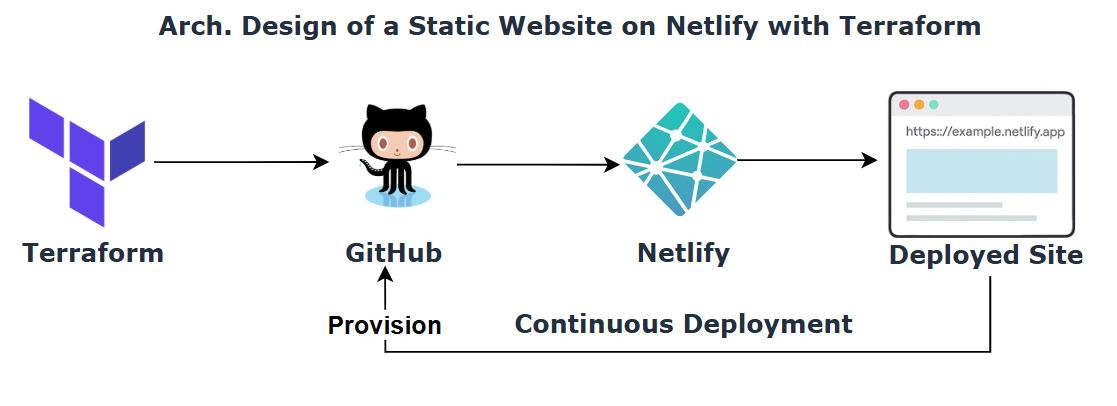 Arch. Design of a Static Website on Netlify with Terraform
https://example.netlify.app
Terraform
GitHub
Netlify
Deployed Site
Provision
Continuous Deployment